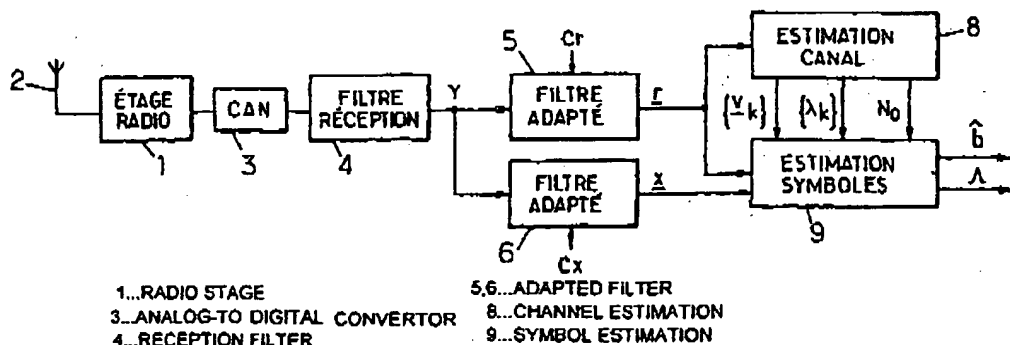 2
ÉTAGE
RADIO
1
CAN
3
FILTRE
RÉCEPTION
4
Y
5
Cr
FILTRE
ADAPTÉ
r
FILTRE
ADAPTÉ
6
Cx
x
ESTIMATION
CANAL
8
{vk}
{λk}
N0
ESTIMATION
SYMBOLES
9
b̂
Λ
1...RADIO STAGE
3...ANALOG-TO DIGITAL CONVERTOR
4...RECEPTION FILTER
5,6...ADAPTED FILTER
8...CHANNEL ESTIMATION
9...SYMBOL ESTIMATION